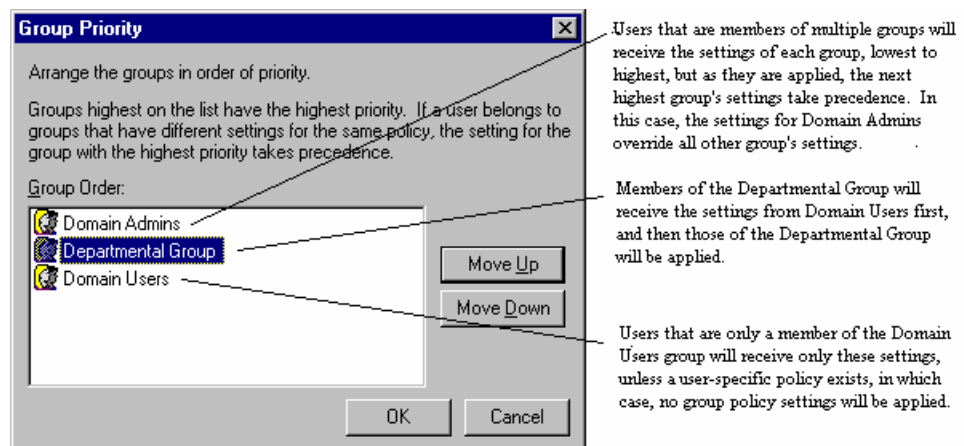 Group Priority
Arrange the groups in order of priority.
Groups highest on the list have the highest priority. If a user belongs to
groups that have different settings for the same policy, the setting for the
group with the highest priority takes precedence.
Group Order:
Domain Admins
Departmental Group
Domain Users
Move Up
Move Down
OK
Cancel
Users that are members of multiple groups will
receive the settings of each group, lowest to
highest, but as they are applied, the next
highest group's settings take precedence. In
this case, the settings for Domain Admins
override all other group's settings.
Members of the Departmental Group will
receive the settings from Domain Users first,
and then those of the Departmental Group
will be applied.
Users that are only a member of the Domain
Users group will receive only these settings,
unless a user-specific policy exists, in which
case, no group policy settings will be applied.